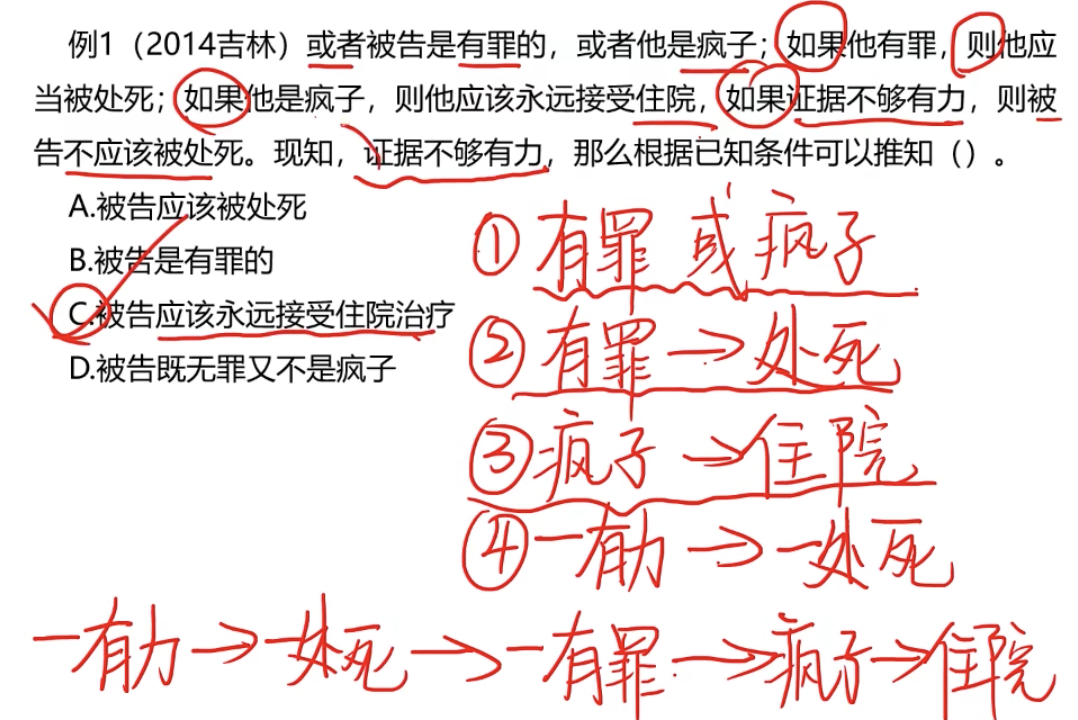 例1（2014吉林）或者被告是有罪的，或者他是疯子；如果他有罪，则他应
当被处死；如果他是疯子，则他应该永远接受住院，如果证据不够有力，则被
告不应该被处死。现知，证据不够有力，那么根据已知条件可以推知（）。
A.被告应该被处死
B.被告是有罪的
C.被告应该永远接受住院治疗
D.被告既无罪又不是疯子
①有罪 或 疯子
②有罪→处死
③疯子→住院
④一有力→一处死
一有力→一处死→一有罪→疯子→住院